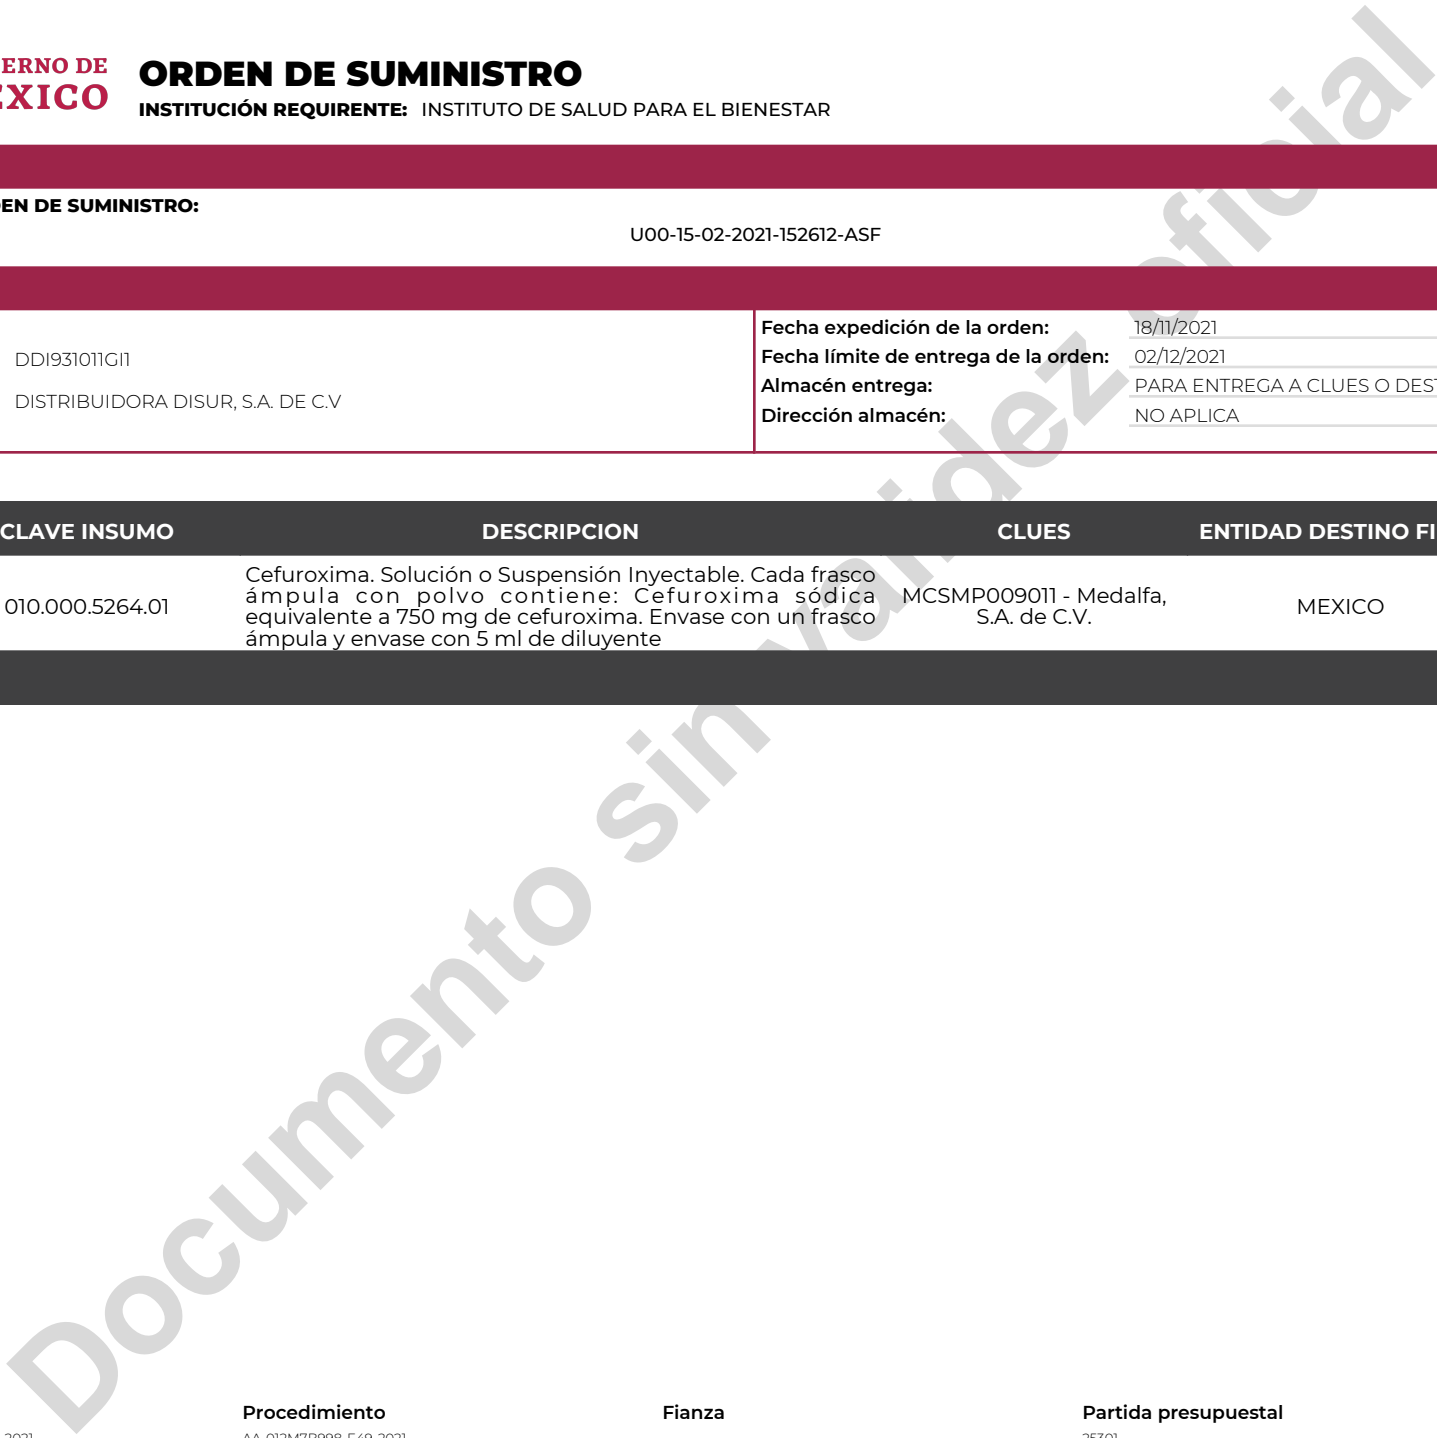 ERNO DE
EXICO
ORDEN DE SUMINISTRO
INSTITUCIÓN REQUIRENTE: INSTITUTO DE SALUD PARA EL BIENESTAR
EN DE SUMINISTRO:
U00-15-02-2021-152612-ASF
DDI931011GI1
DISTRIBUIDORA DISUR, S.A. DE C.V
Fecha expedición de la orden: 18/11/2021
Fecha límite de entrega de la orden: 02/12/2021
Almacén entrega: PARA ENTREGA A CLUES O DEST
Dirección almacén: NO APLICA
CLAVE INSUMO DESCRIPCION CLUES ENTIDAD DESTINO FI
010.000.5264.01
Cefuroxima. Solución o Suspensión Inyectable. Cada frasco
ámpula con polvo contiene: Cefuroxima sódica
equivalente a 750 mg de cefuroxima. Envase con un frasco
ámpula y envase con 5 ml de diluyente
MCSMP009011 - Medalfa,
S.A. de C.V.
MEXICO
Documento sin validez oficial
Procedimiento Fianza Partida presupuestal